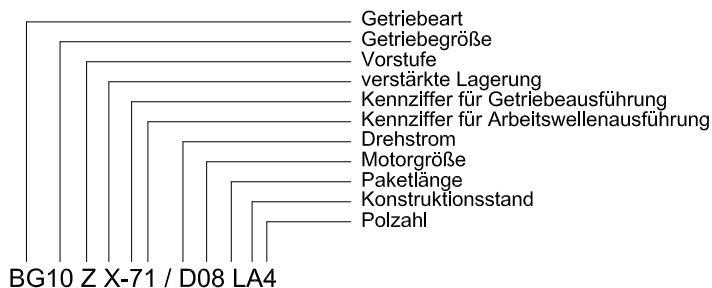 Getriebeart
Getriebegröße
Vorstufe
verstärkte Lagerung
Kennziffer für Getriebeausführung
Kennziffer für Arbeitswellenausführung
Drehstrom
Motorgröße
Paketlänge
Konstruktionsstand
Polzahl
BG10 Z X-71 / D08 LA4